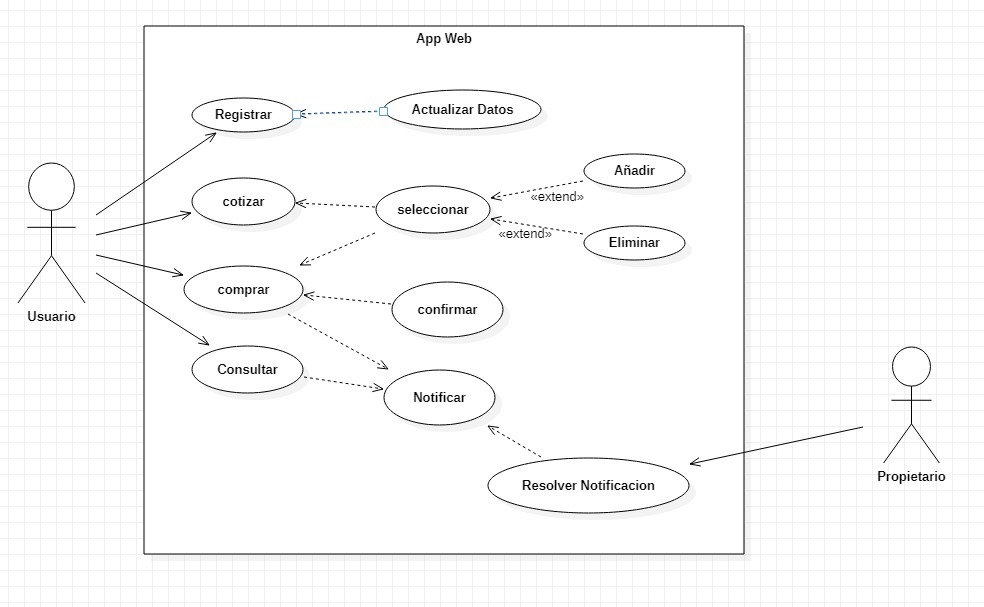 App Web
Registrar
Actualizar Datos
Añadir
«extend»
cotizar
seleccionar
«extend»
Eliminar
comprar
confirmar
Usuario
Consultar
Notificar
Propietario
Resolver Notificacion